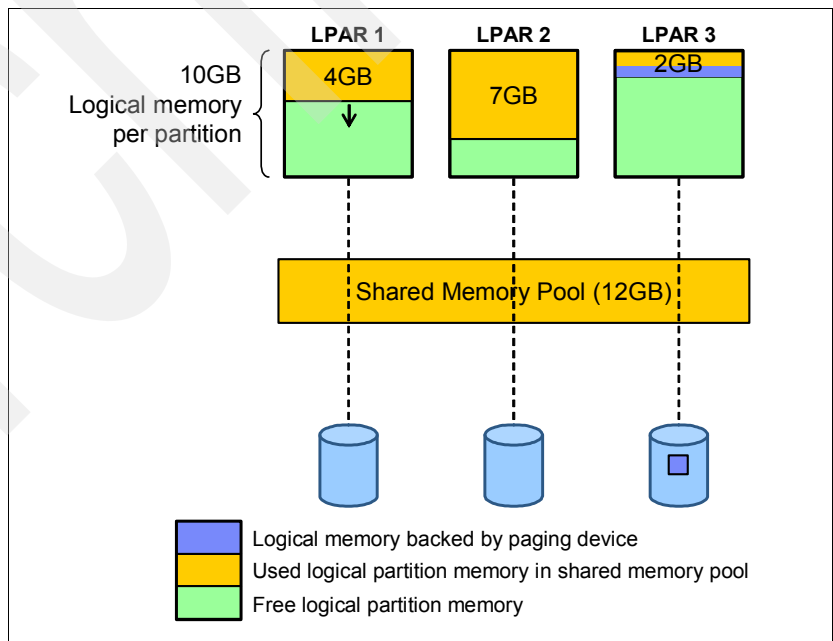 LPAR 1 LPAR 2 LPAR 3
10GB
Logical memory
per partition
4GB
7GB
2GB
Shared Memory Pool (12GB)
Logical memory backed by paging device
Used logical partition memory in shared memory pool
Free logical partition memory